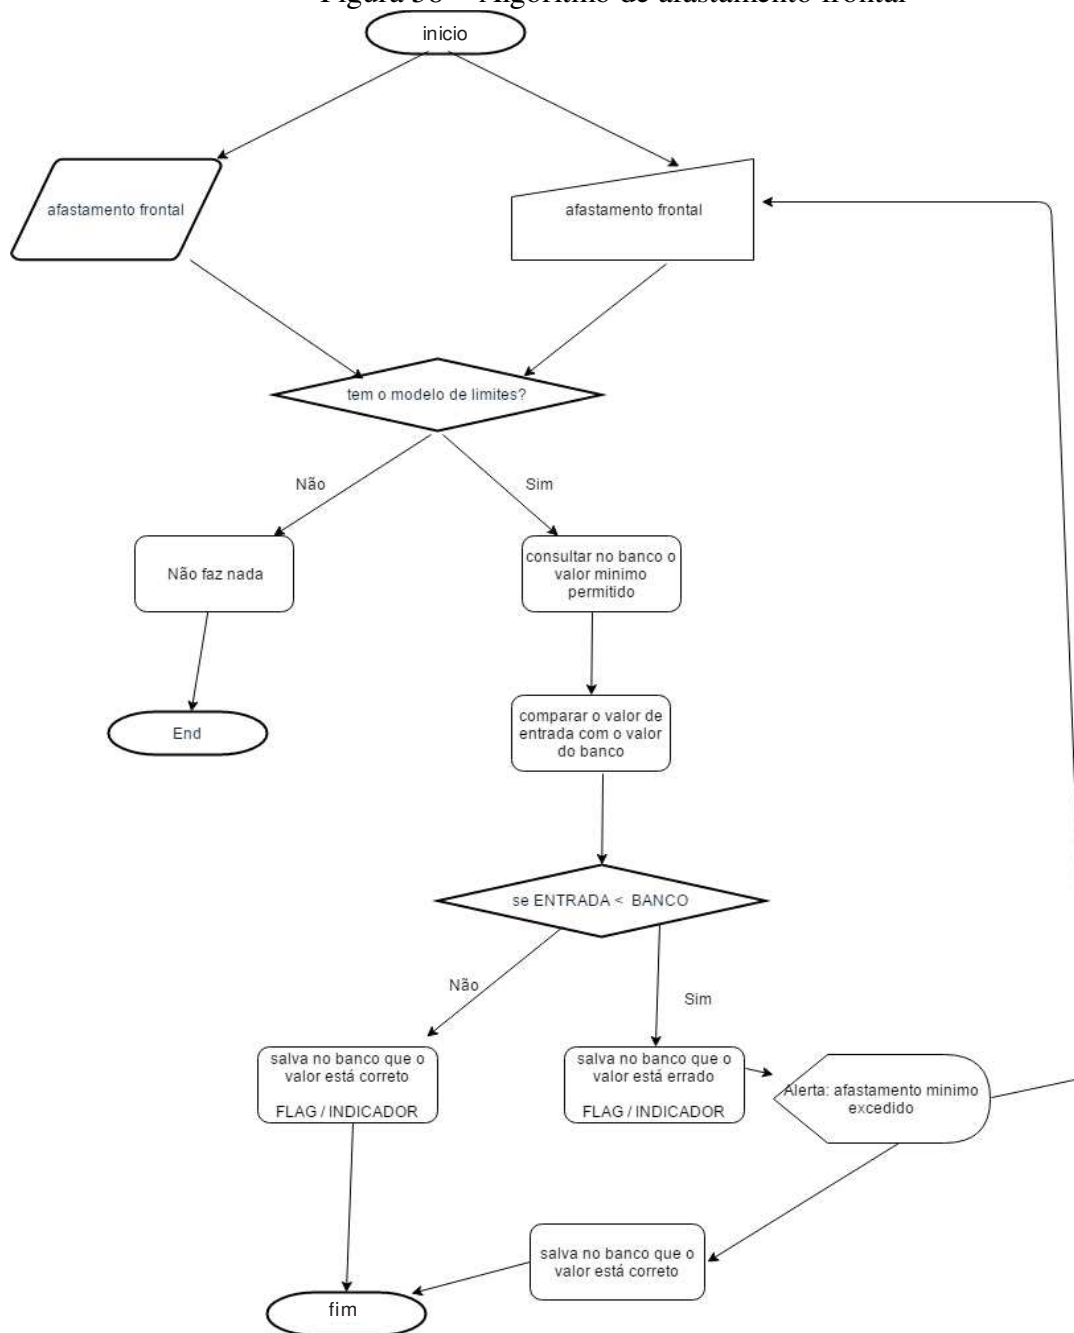 Figura 38 – Algoritmo de afastamento frontal
inicio
afastamento frontal
afastamento frontal
tem o modelo de limites?
Não
Sim
Não faz nada
consultar no banco o
valor minimo
permitido
End
comparar o valor de
entrada com o valor
do banco
se ENTRADA < BANCO
Não
Sim
salva no banco que o
valor está correto
FLAG / INDICADOR
salva no banco que o
valor está errado
FLAG / INDICADOR
Alerta: afastamento minimo
excedido
salva no banco que o
valor está correto
fim